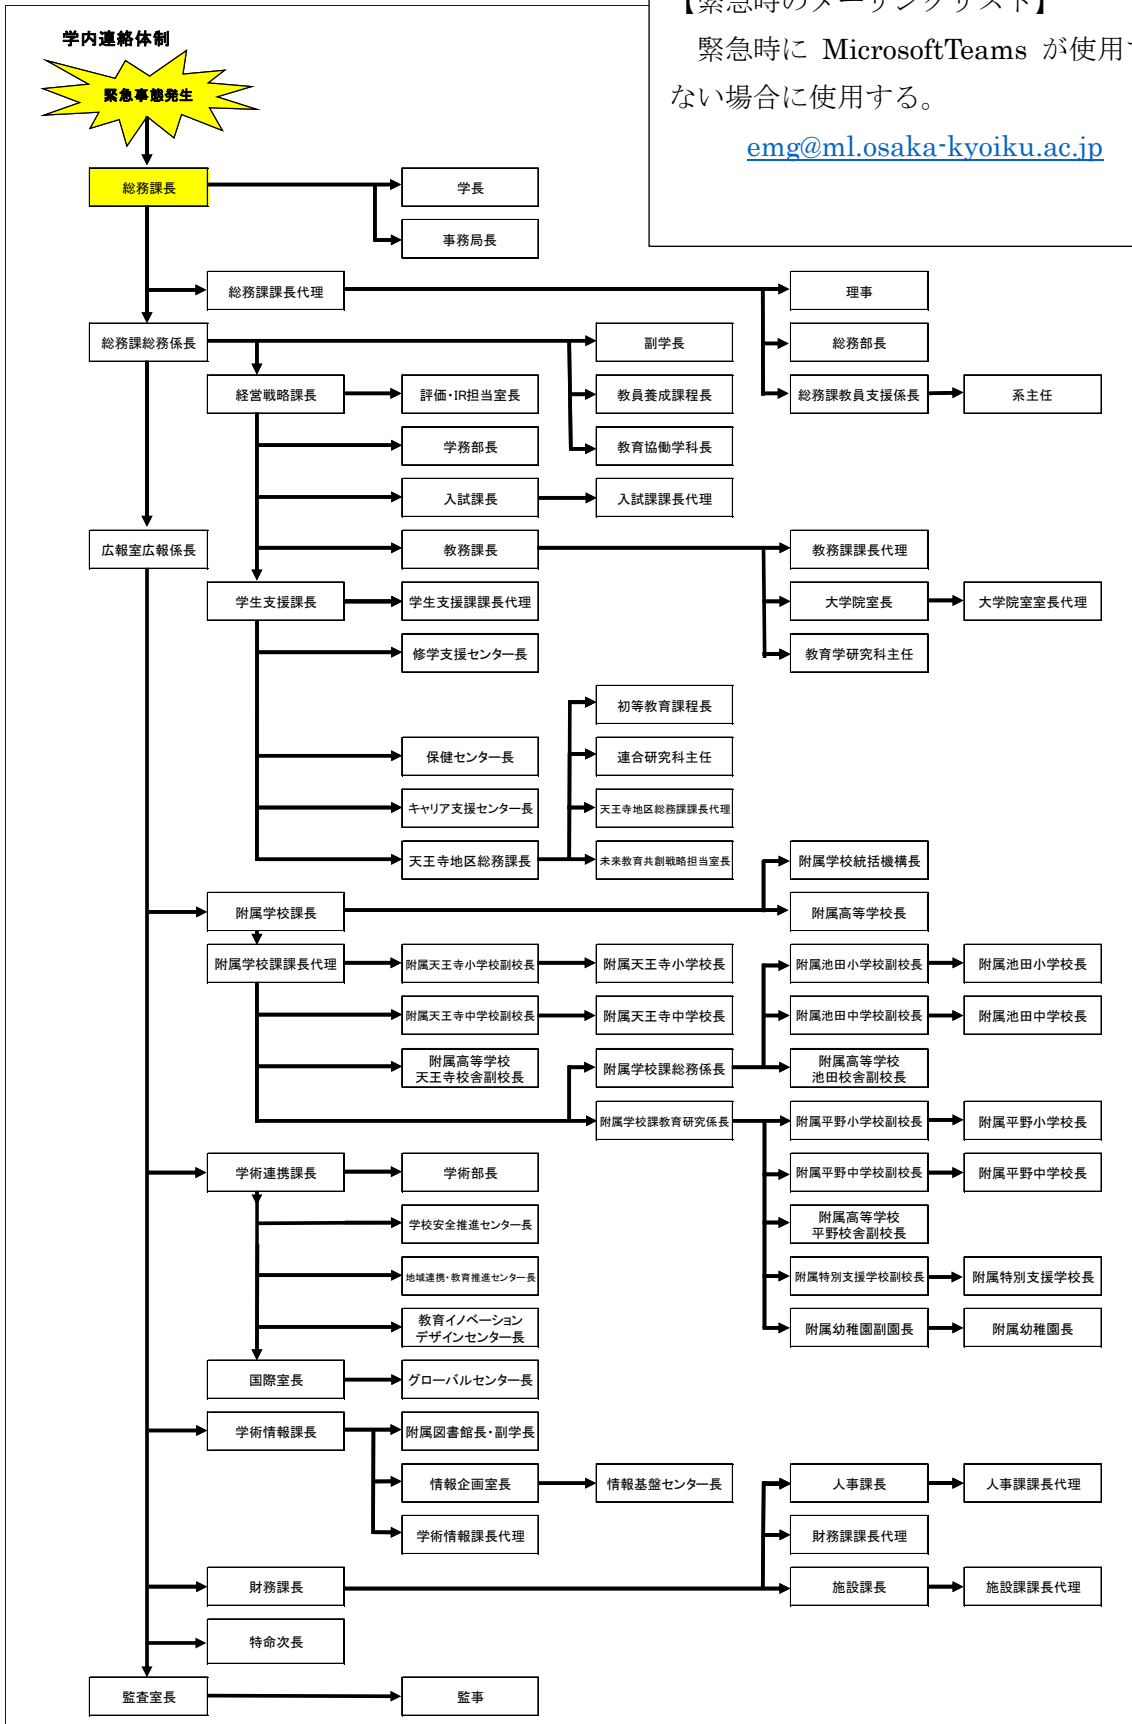 【緊急時のメーリングリスト】
緊急時に MicrosoftTeams が使用
ない場合に使用する。
emg@ml.osaka-kyoiku.ac.jp
学内連絡体制
緊急事態発生
総務課長
学長
事務局長
総務課課長代理
理事
総務課総務係長
副学長
総務部長
経営戦略課長
評価・IR担当室長
教員養成課程長
総務課教員支援係長
系主任
学務部長
教育協働学科長
入試課長
入試課課長代理
広報室広報係長
教務課長
教務課課長代理
学生支援課長
学生支援課課長代理
大学院室長
大学院室室長代理
修学支援センター長
教育学研究科主任
初等教育課程長
保健センター長
連合研究科主任
キャリア支援センター長
天王寺地区総務課課長代理
天王寺地区総務課長
未来教育共創戦略担当室長
附属学校統括機構長
附属学校課長
附属高等学校長
附属学校課課長代理
附属天王寺小学校副校長
附属天王寺小学校長
附属池田小学校副校長
附属池田小学校長
附属天王寺中学校副校長
附属天王寺中学校長
附属池田中学校副校長
附属池田中学校長
附属高等学校
天王寺校舎副校長
附属学校課総務係長
附属高等学校
池田校舎副校長
附属学校課教育研究係長
附属平野小学校副校長
附属平野小学校長
学術連携課長
学術部長
附属平野中学校副校長
附属平野中学校長
学校安全推進センター長
附属高等学校
平野校舎副校長
地域連携・教育推進センター長
附属特別支援学校副校長
附属特別支援学校長
教育イノベーション
デザインセンター長
附属幼稚園副園長
附属幼稚園長
国際室長
グローバルセンター長
学術情報課長
附属図書館長・副学長
情報企画室長
情報基盤センター長
人事課長
人事課課長代理
学術情報課長代理
財務課課長代理
財務課長
施設課長
施設課課長代理
特命次長
監査室長
監事